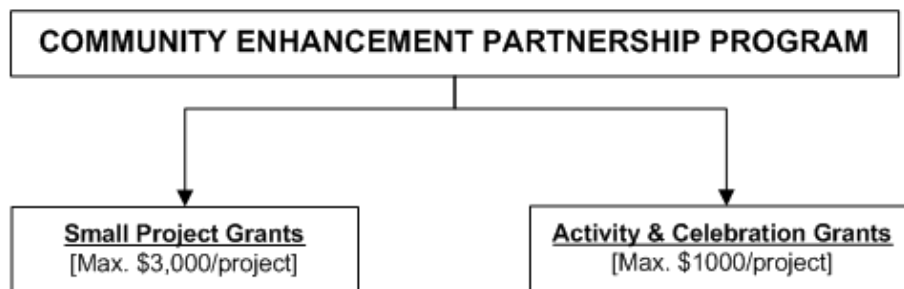 COMMUNITY ENHANCEMENT PARTNERSHIP PROGRAM
Small Project Grants
[Max. $3,000/project]
Activity & Celebration Grants
[Max. $1000/project]